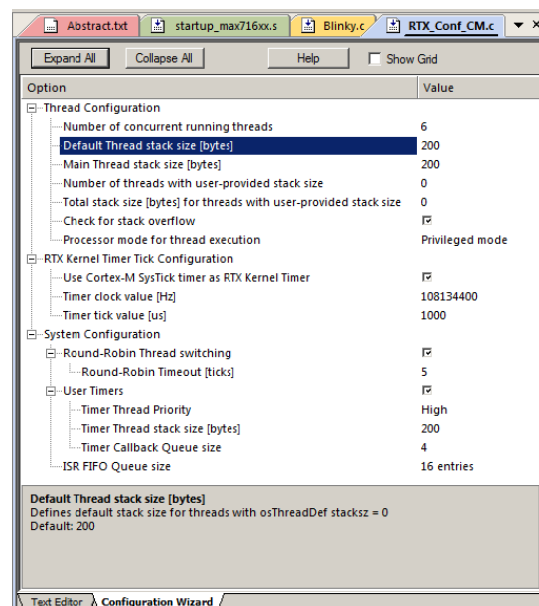 Abstract.txt startup_max716xx.s Blinky.c RTX_Conf_CM.c
Expand All Collapse All Help Show Grid
Option Value
Thread Configuration
Number of concurrent running threads 6
Default Thread stack size [bytes] 200
Main Thread stack size [bytes] 200
Number of threads with user-provided stack size 0
Total stack size [bytes] for threads with user-provided stack size 0
Check for stack overflow
Processor mode for thread execution Privileged mode
RTX Kernel Timer Tick Configuration
Use Cortex-M SysTick timer as RTX Kernel Timer
Timer clock value [Hz] 108134400
Timer tick value [us] 1000
System Configuration
Round-Robin Thread switching
Round-Robin Timeout [ticks] 5
User Timers
Timer Thread Priority High
Timer Thread stack size [bytes] 200
Timer Callback Queue size 4
ISR FIFO Queue size 16 entries
Default Thread stack size [bytes]
Defines default stack size for threads with osThreadDef stacksz = 0
Default: 200
Text Editor Configuration Wizard